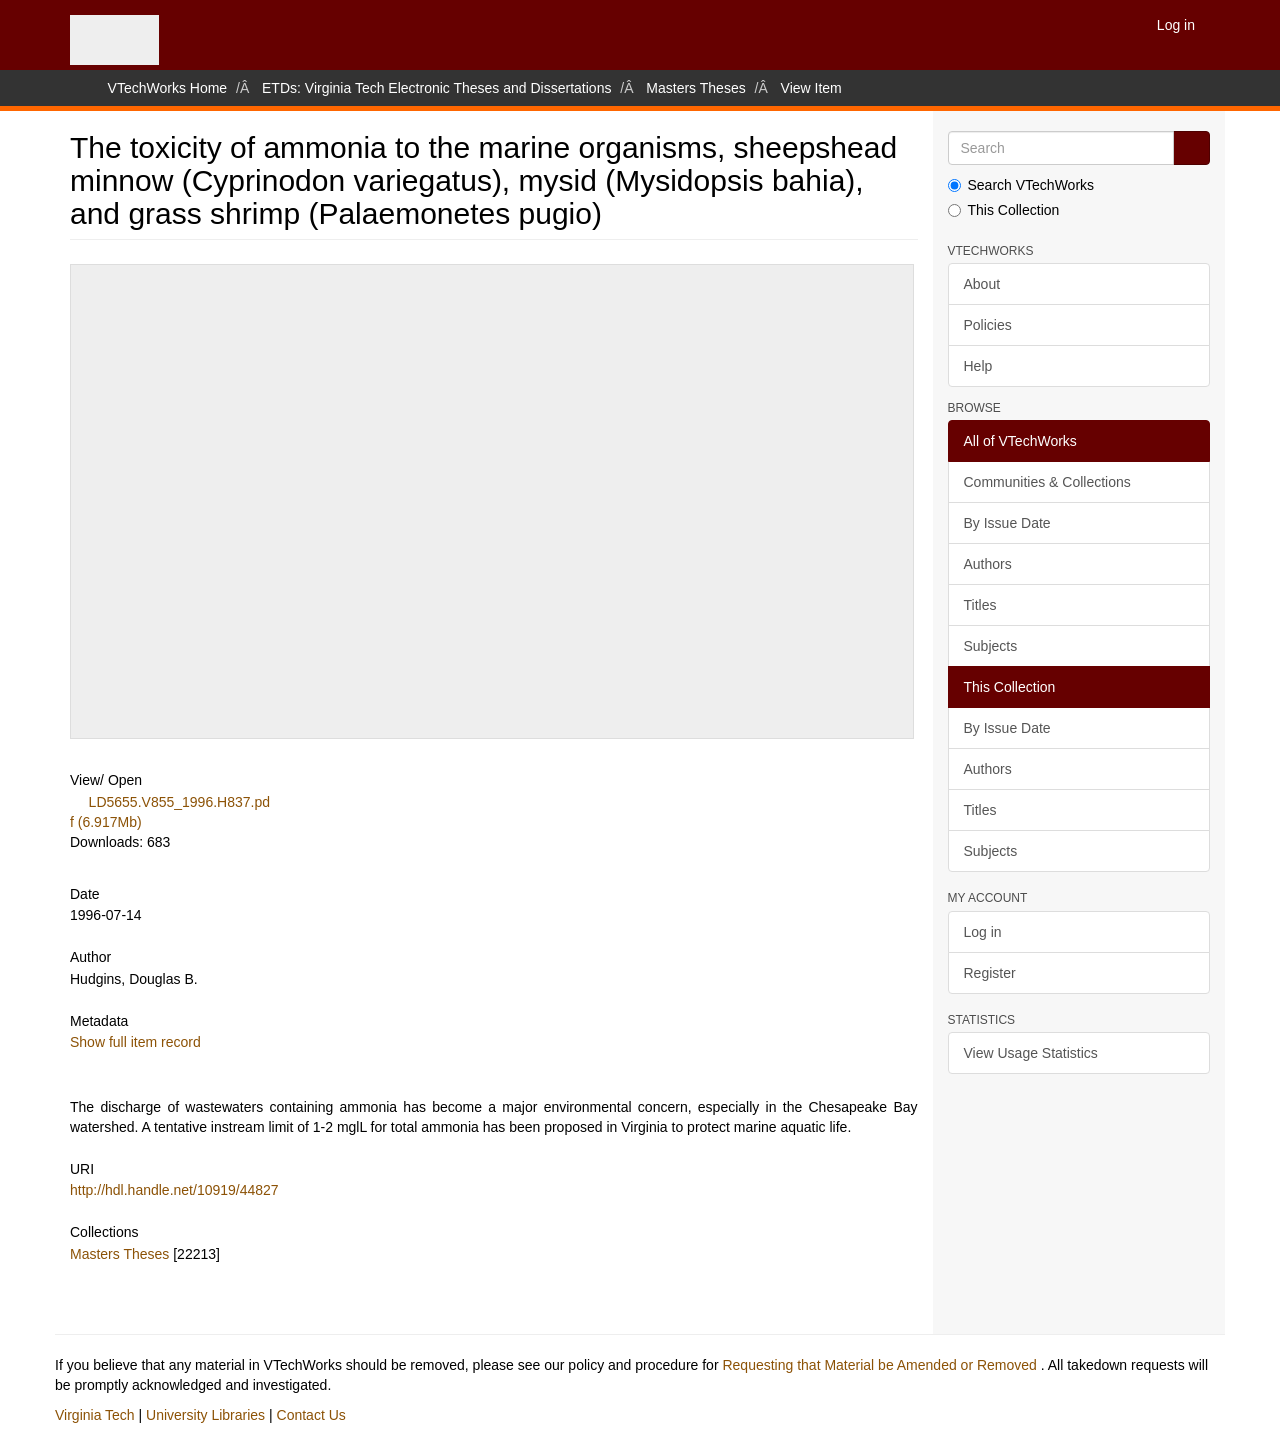 Log in
VTechWorks Home /Â ETDs: Virginia Tech Electronic Theses and Dissertations /Â Masters Theses /Â View Item
The toxicity of ammonia to the marine organisms, sheepshead
minnow (Cyprinodon variegatus), mysid (Mysidopsis bahia),
and grass shrimp (Palaemonetes pugio)
View/ Open
LD5655.V855_1996.H837.pd
f (6.917Mb)
Downloads: 683
Date
1996-07-14
Author
Hudgins, Douglas B.
Metadata
Show full item record
The discharge of wastewaters containing ammonia has become a major environmental concern, especially in the Chesapeake Bay
watershed. A tentative instream limit of 1-2 mglL for total ammonia has been proposed in Virginia to protect marine aquatic life.
URI
http://hdl.handle.net/10919/44827
Collections
Masters Theses [22213]
Search
Search VTechWorks
This Collection
VTECHWORKS
About
Policies
Help
BROWSE
All of VTechWorks
Communities & Collections
By Issue Date
Authors
Titles
Subjects
This Collection
By Issue Date
Authors
Titles
Subjects
MY ACCOUNT
Log in
Register
STATISTICS
View Usage Statistics
If you believe that any material in VTechWorks should be removed, please see our policy and procedure for Requesting that Material be Amended or Removed . All takedown requests will
be promptly acknowledged and investigated.
Virginia Tech | University Libraries | Contact Us